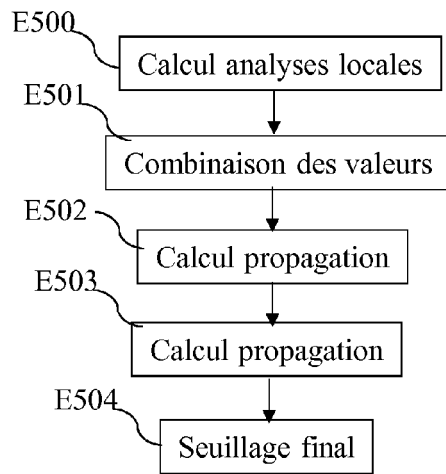 E500
Calcul analyses locales
E501
Combinaison des valeurs
E502
Calcul propagation
E503
Calcul propagation
E504
Seuillage final